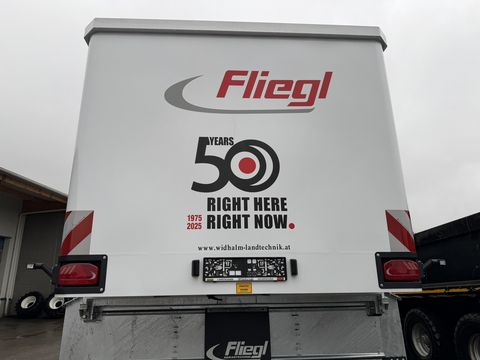 Fliegl
YEARS
50
RIGHT HERE
1975 RIGHT NOW.
2025
www.widhalm-landtechnik.at
Fliegl